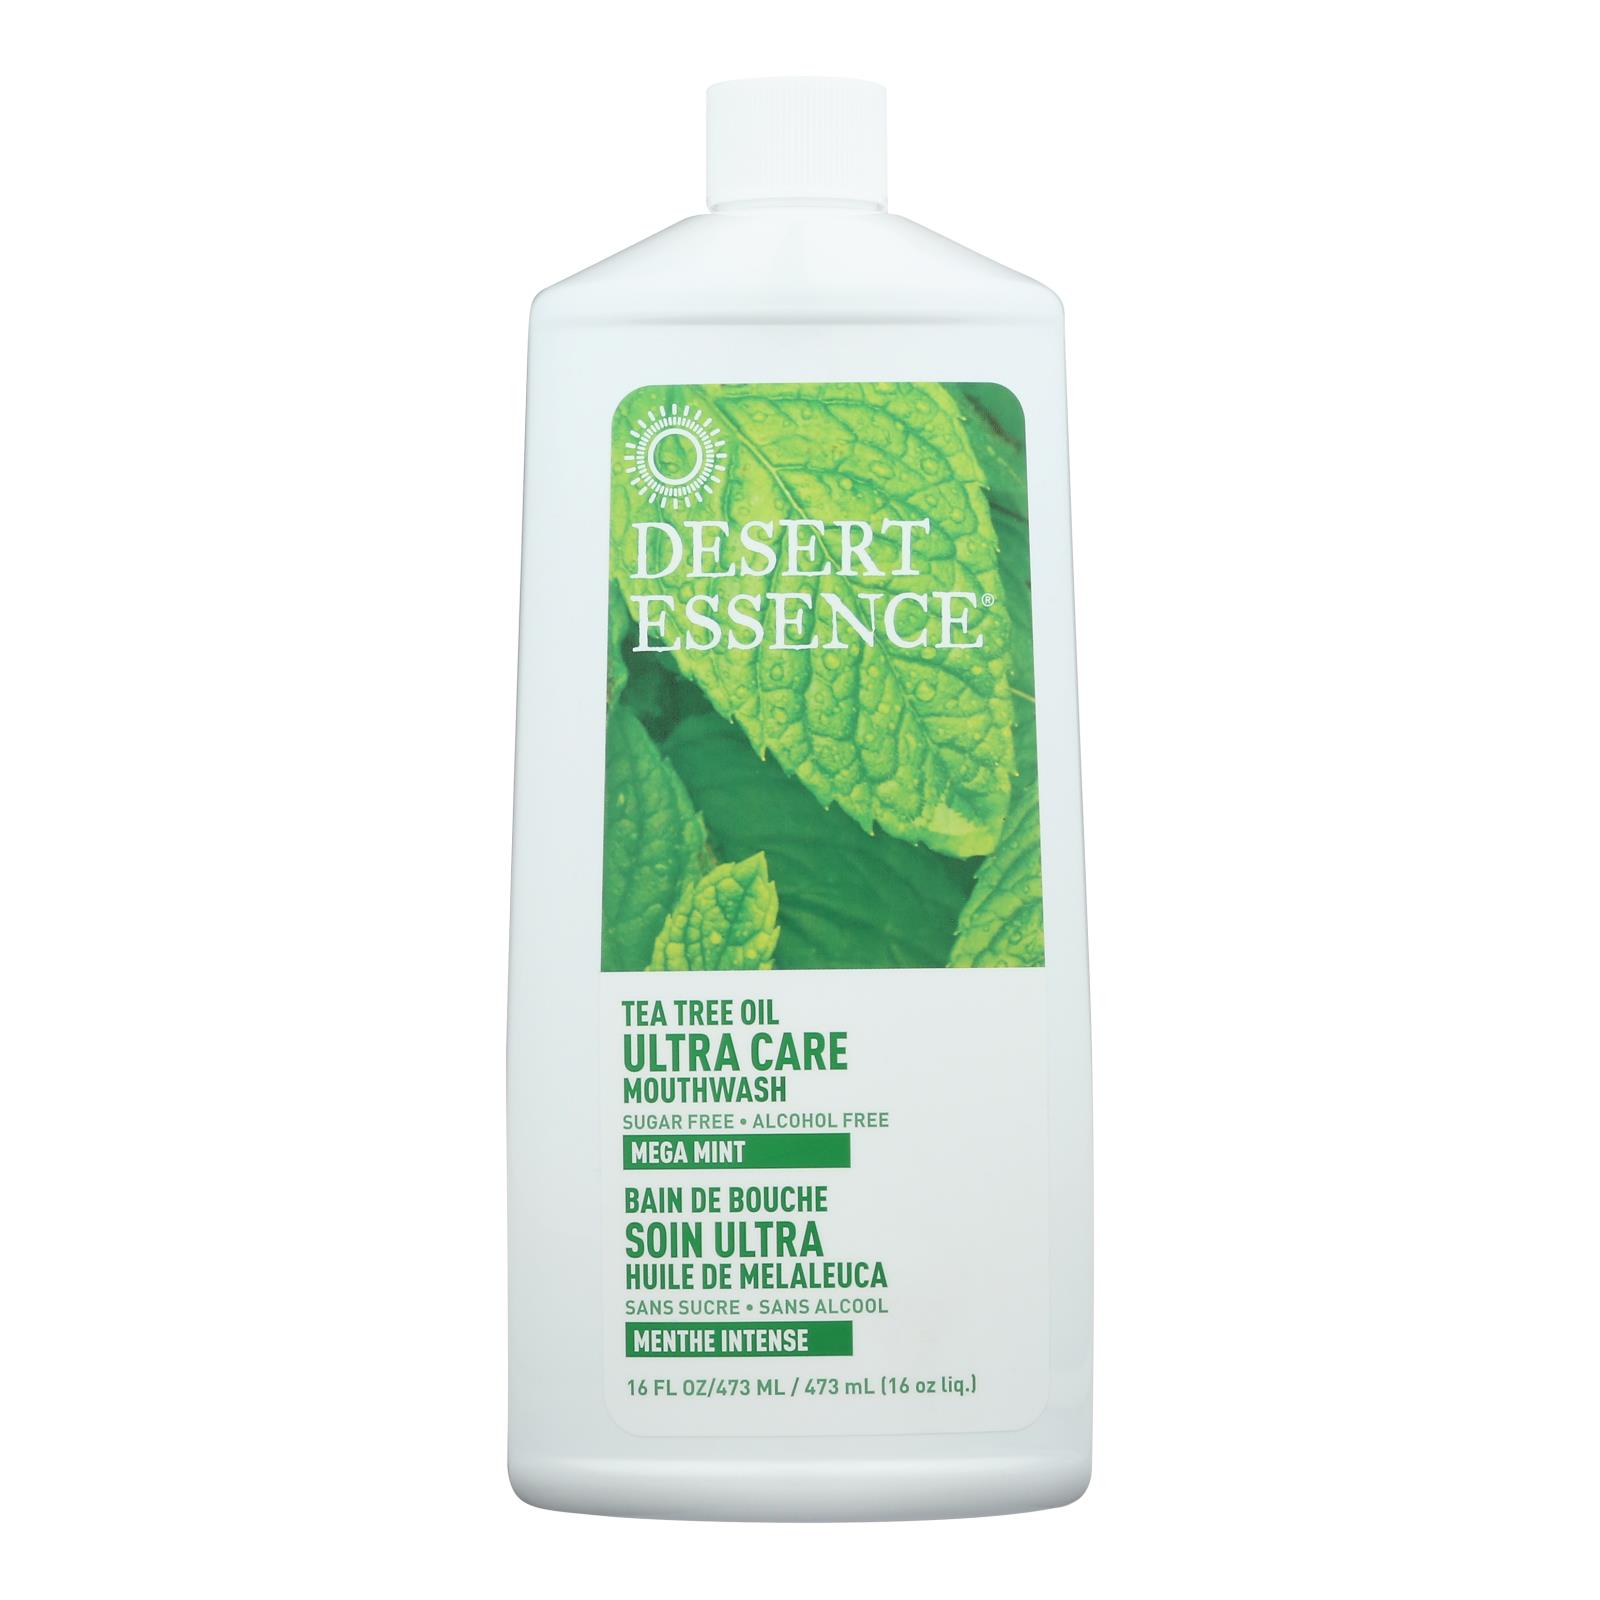 DESERT
ESSENCE®
TEA TREE OIL
ULTRA CARE
MOUTHWASH
SUGAR FREE • ALCOHOL FREE
MEGA MINT
BAIN DE BOUCHE
SOIN ULTRA
HUILE DE MELALEUCA
SANS SUCRE • SANS ALCOOL
MENTHE INTENSE
16 FL OZ/473 ML / 473 mL (16 oz liq.)